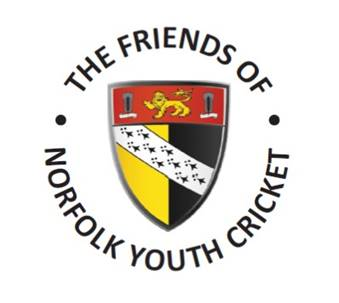 • THE FRIENDS OF •
NORFOLK YOUTH CRICKET